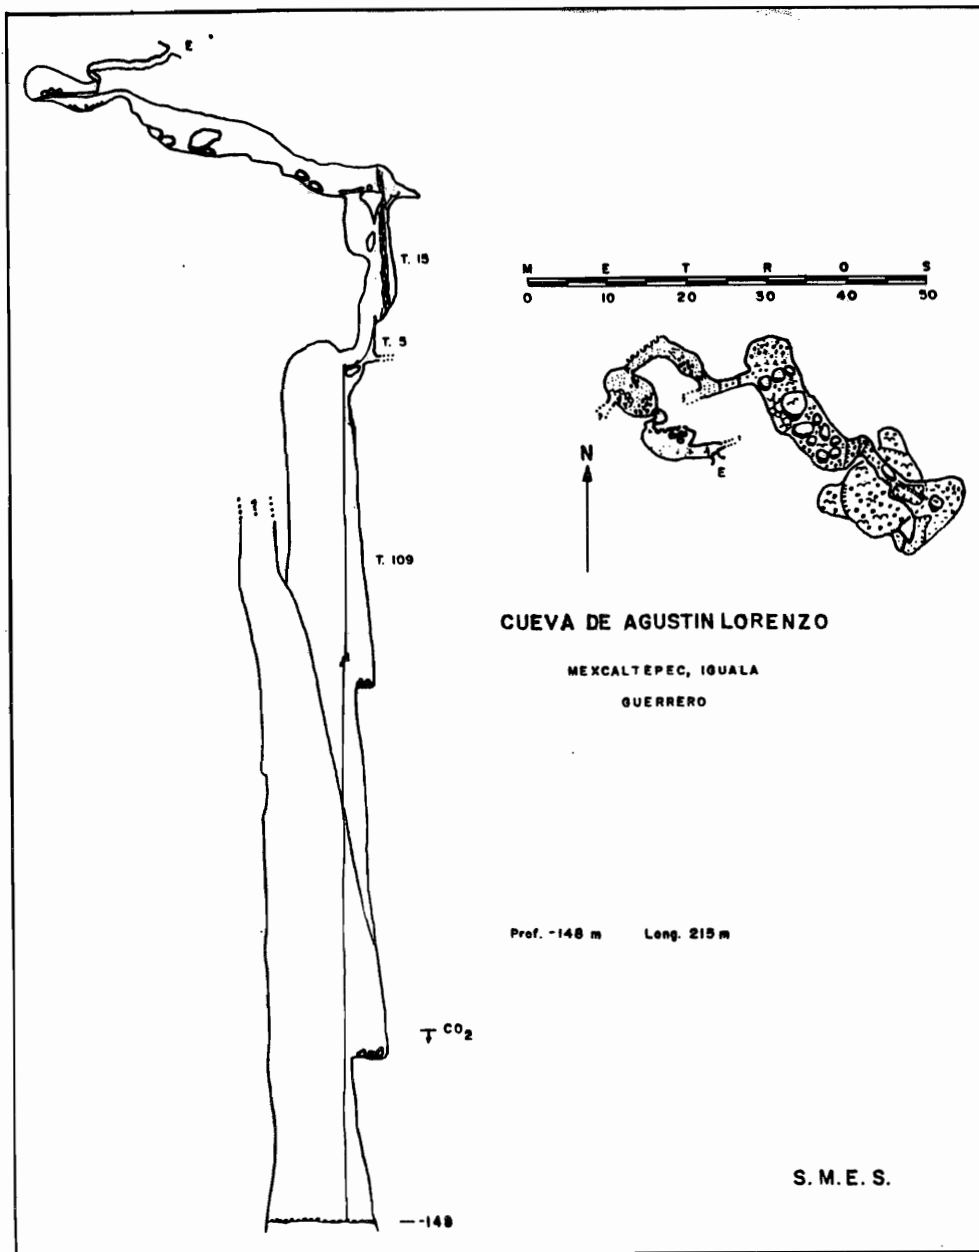 E
T. 15
T. 5
?
T. 109
CO2
-148
METROS
0 10 20 30 40 50
?
?
?
?
E
N
CUEVA DE AGUSTIN LORENZO
MEXCALTEPEC, IGUALA
GUERRERO
Prof. -148 m Long. 215 m
S. M. E. S.